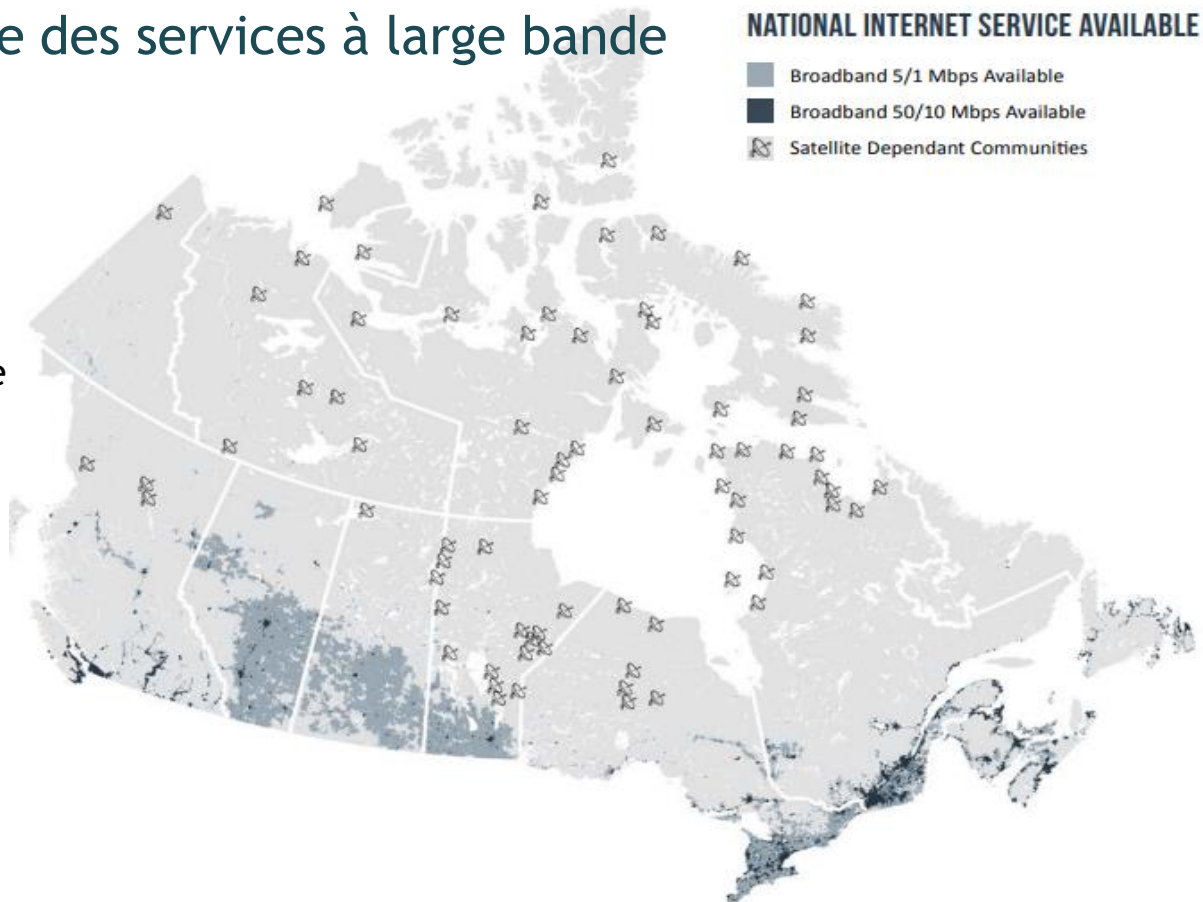 e des services à large bande
NATIONAL INTERNET SERVICE AVAILABLE
Broadband 5/1 Mbps Available
Broadband 50/10 Mbps Available
Satellite Dependant Communities
e